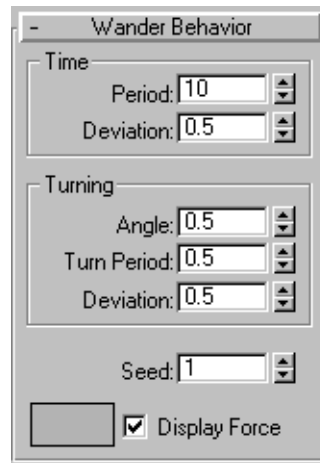 - Wander Behavior
Time
Period: 10
Deviation: 0.5
Turning
Angle: 0.5
Turn Period: 0.5
Deviation: 0.5
Seed: 1
Display Force